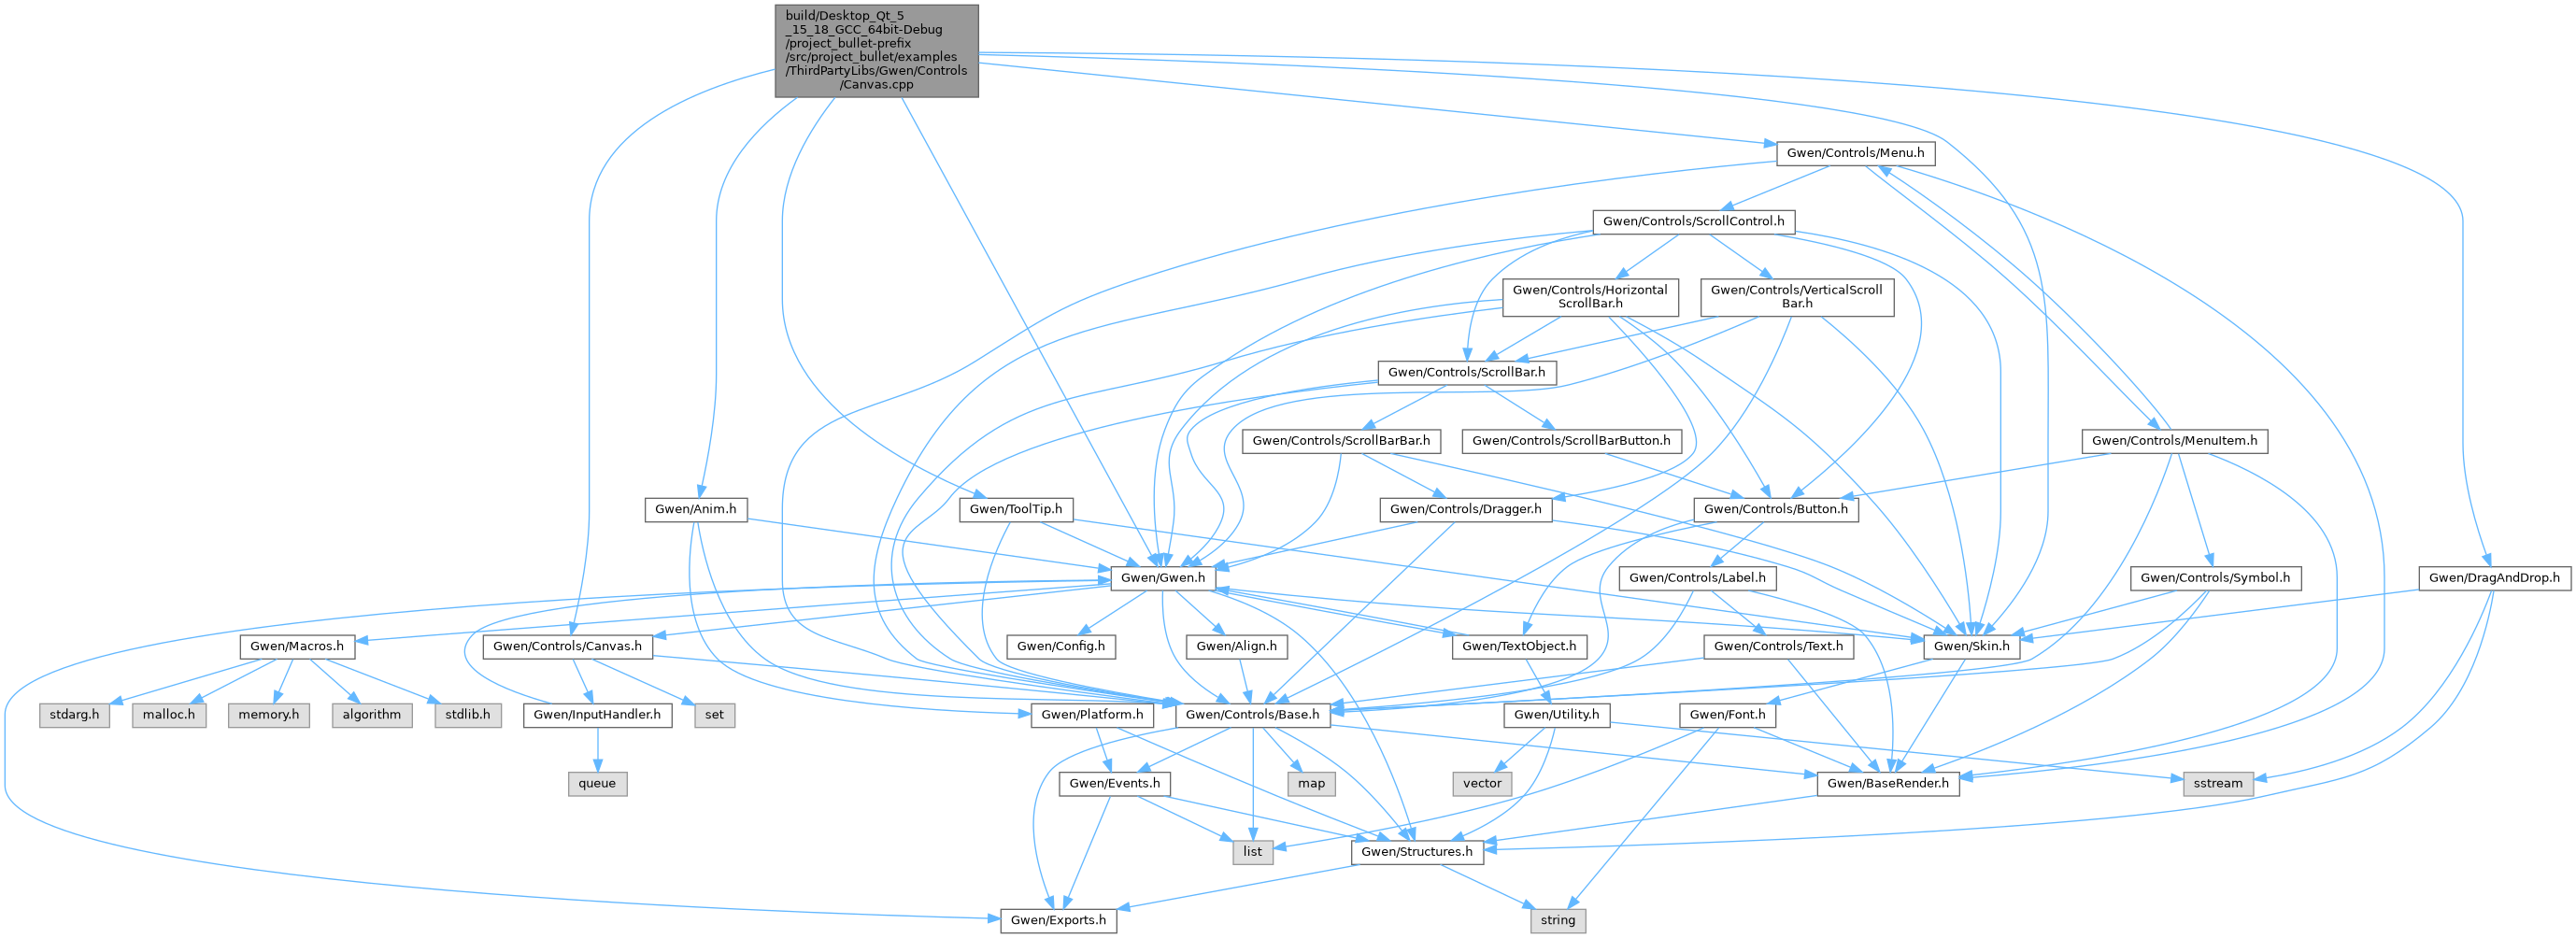 build/Desktop_Qt_5
_15_18_GCC_64bit-Debug
/project_bullet-prefix
/src/project_bullet/examples
/ThirdPartyLibs/Gwen/Controls
/Canvas.cpp
Gwen/Controls/Menu.h
Gwen/Controls/ScrollControl.h
Gwen/Controls/Horizontal
ScrollBar.h
Gwen/Controls/VerticalScroll
Bar.h
Gwen/Controls/ScrollBar.h
Gwen/Controls/ScrollBarBar.h
Gwen/Controls/ScrollBarButton.h
Gwen/Controls/MenuItem.h
Gwen/Anim.h
Gwen/ToolTip.h
Gwen/Controls/Dragger.h
Gwen/Controls/Button.h
Gwen/Gwen.h
Gwen/Controls/Label.h
Gwen/Controls/Symbol.h
Gwen/DragAndDrop.h
Gwen/Macros.h
Gwen/Controls/Canvas.h
Gwen/Config.h
Gwen/Align.h
Gwen/TextObject.h
Gwen/Controls/Text.h
Gwen/Skin.h
stdarg.h
malloc.h
memory.h
algorithm
stdlib.h
Gwen/InputHandler.h
set
Gwen/Platform.h
Gwen/Controls/Base.h
Gwen/Utility.h
Gwen/Font.h
queue
Gwen/Events.h
map
vector
Gwen/BaseRender.h
sstream
list
Gwen/Structures.h
Gwen/Exports.h
string